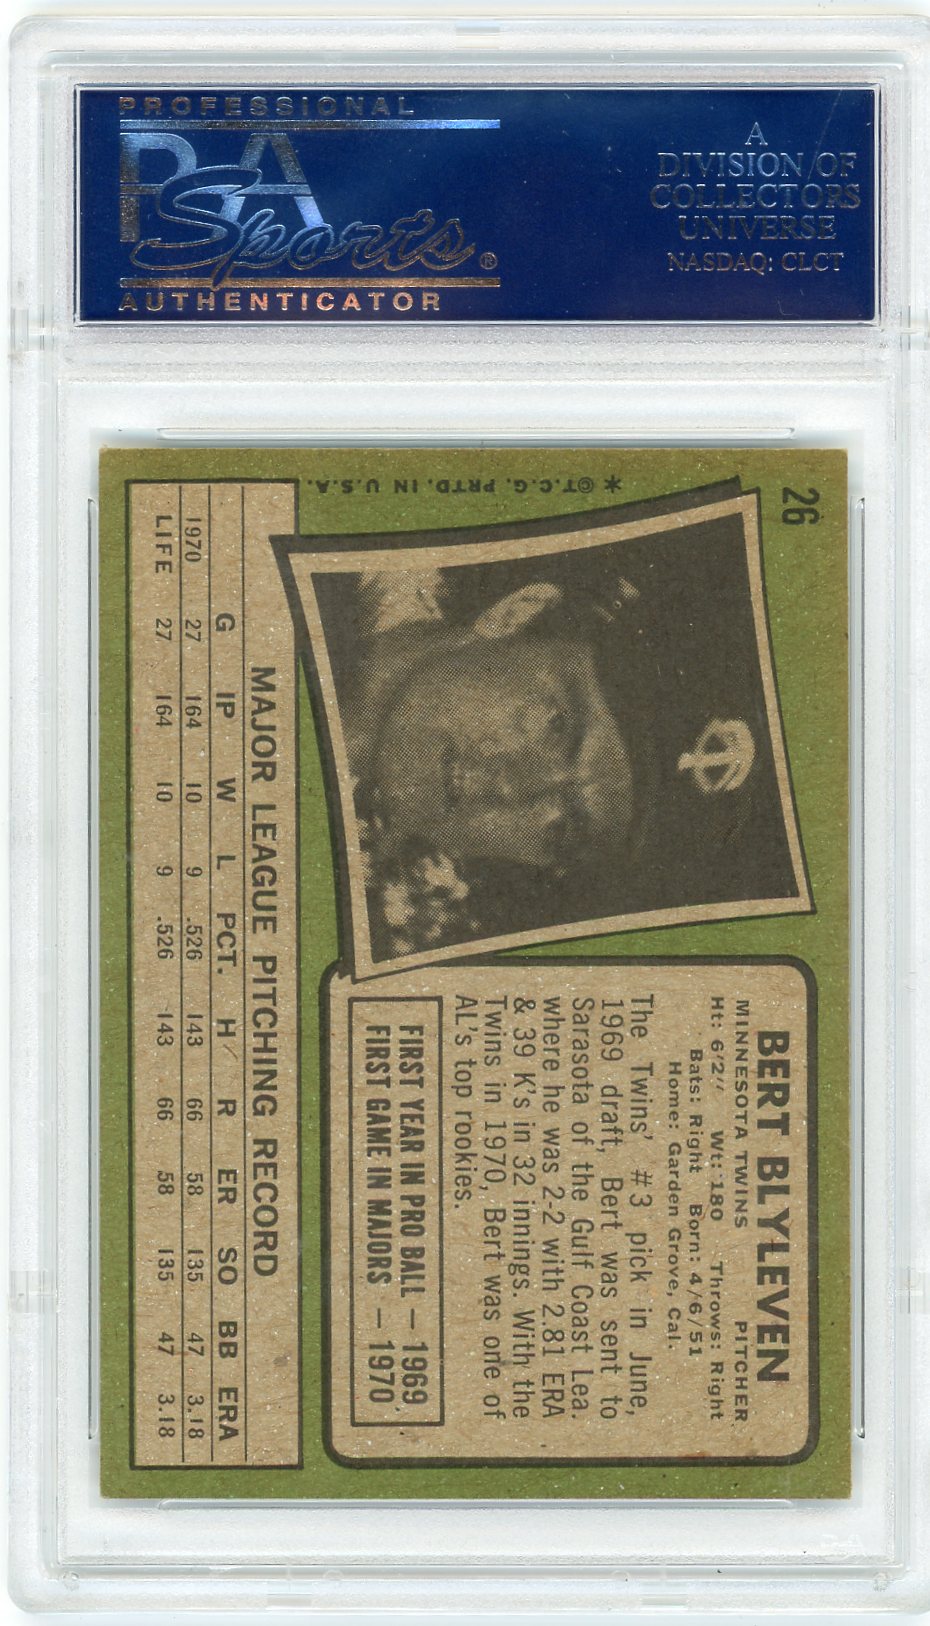 PROFESSIONAL
PSA
Sports®
AUTHENTICATOR
A
DIVISION OF
COLLECTORS
UNIVERSE
NASDAQ: CLCT
26
*©T.C.G. PRTD. IN U.S.A.
BERT BLYLEVEN
MINNESOTA TWINS PITCHER
Ht: 6'2" Wt: 180 Throws: Right
Bats: Right Born: 4/6/51
Home: Garden Grove, Cal.
The Twins' #3 pick in June,
1969 draft, Bert was sent to
Sarasota of the Gulf Coast Lea.
where he was 2-2 with 2.81 ERA
& 39 K's in 32 innings. With the
Twins in 1970, Bert was one of
AL's top rookies.
FIRST YEAR IN PRO BALL — 1969
FIRST GAME IN MAJORS — 1970
MAJOR LEAGUE PITCHING RECORD
G IP W L PCT. H R ER SO BB ERA
1970 27 164 10 9 .526 143 66 58 135 47 3.18
LIFE 27 164 10 9 .526 143 66 58 135 47 3.18